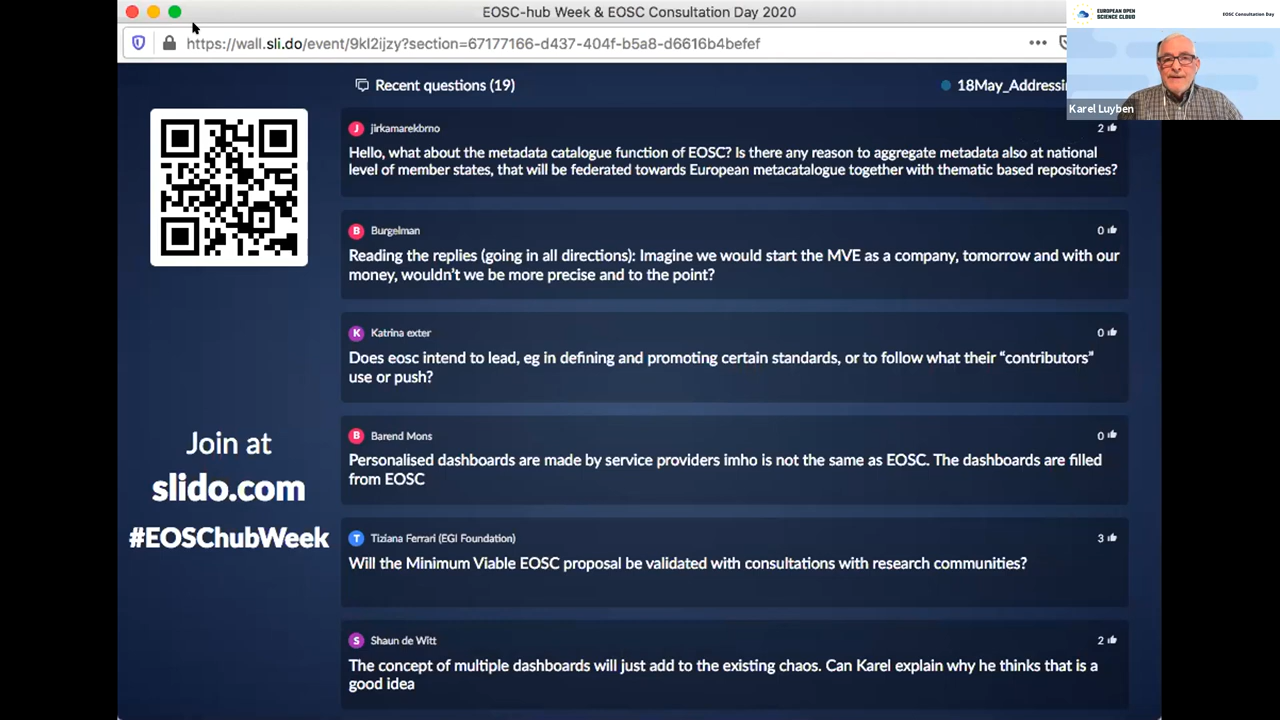 EOSC-hub Week & EOSC Consultation Day 2020
EUROPEAN OPEN
SCIENCE CLOUD
EOSC Consultation Day
https://wall.sli.do/event/9kl2ijzy?section=67177166-d437-404f-b5a8-d6616b4befef
Recent questions (19)
18May_Addressin
Karel Luyben
J jirkamarekbrno
2
Hello, what about the metadata catalogue function of EOSC? Is there any reason to aggregate metadata also at national
level of member states, that will be federated towards European metacatalogue together with thematic based repositories?
B Burgelman
0
Reading the replies (going in all directions): Imagine we would start the MVE as a company, tomorrow and with our
money, wouldn't we be more precise and to the point?
K Katrina exter
0
Does eosc intend to lead, eg in defining and promoting certain standards, or to follow what their “contributors”
use or push?
B Barend Mons
0
Personalised dashboards are made by service providers imho is not the same as EOSC. The dashboards are filled
from EOSC
T Tiziana Ferrari (EGI Foundation)
3
Will the Minimum Viable EOSC proposal be validated with consultations with research communities?
S Shaun de Witt
2
The concept of multiple dashboards will just add to the existing chaos. Can Karel explain why he thinks that is a
good idea
Join at
slido.com
#EOSChubWeek